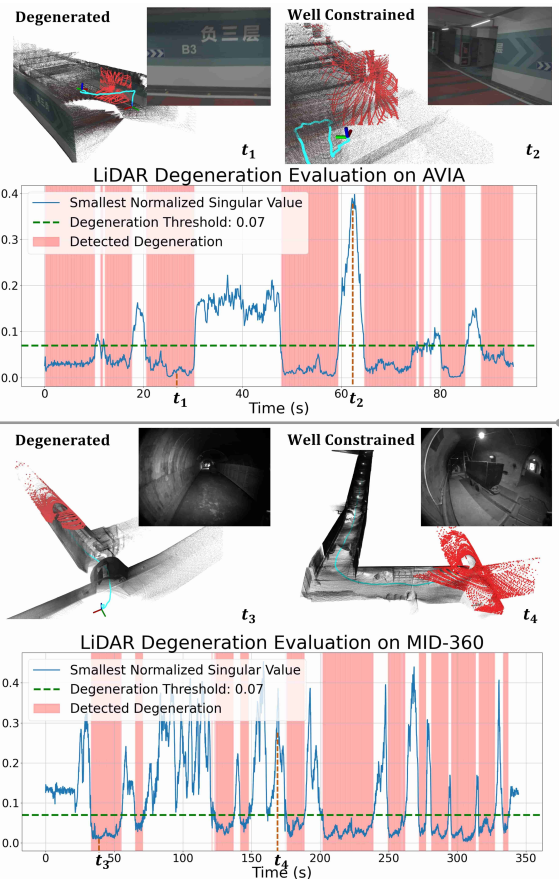 Degenerated
Well Constrained
负三层
B3
t1
t2
LiDAR Degeneration Evaluation on AVIA
Smallest Normalized Singular Value
Degeneration Threshold: 0.07
Detected Degeneration
0.4
0.3
0.2
0.1
0.0
0
20
40
60
80
t1
t2
Time (s)
Degenerated
Well Constrained
t3
t4
LiDAR Degeneration Evaluation on MID-360
Smallest Normalized Singular Value
Degeneration Threshold: 0.07
Detected Degeneration
0.4
0.3
0.2
0.1
0.0
0
50
100
150
200
250
300
350
t3
t4
Time (s)